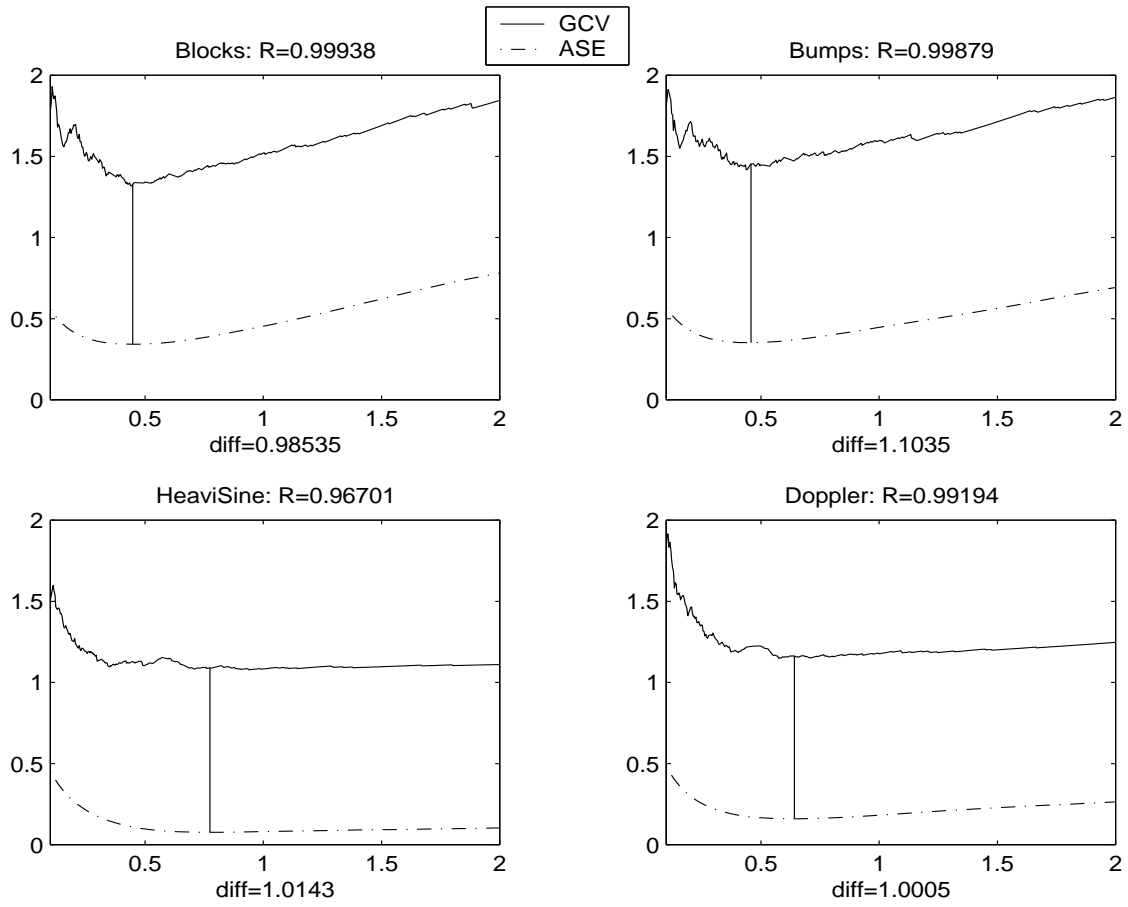 GCV
ASE
Blocks: R=0.99938
2
1.5
1
0.5
0
0.5 1 1.5 2
diff=0.98535
Bumps: R=0.99879
2
1.5
1
0.5
0
0.5 1 1.5 2
diff=1.1035
HeaviSine: R=0.96701
2
1.5
1
0.5
0
0.5 1 1.5 2
diff=1.0143
Doppler: R=0.99194
2
1.5
1
0.5
0
0.5 1 1.5 2
diff=1.0005